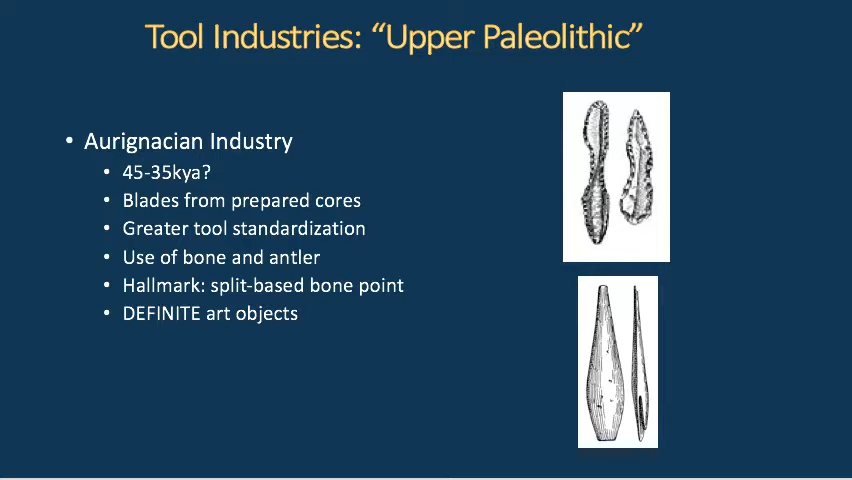 Tool Industries: “Upper Paleolithic”
• Aurignacian Industry
• 45-35kya?
• Blades from prepared cores
• Greater tool standardization
• Use of bone and antler
• Hallmark: split-based bone point
• DEFINITE art objects